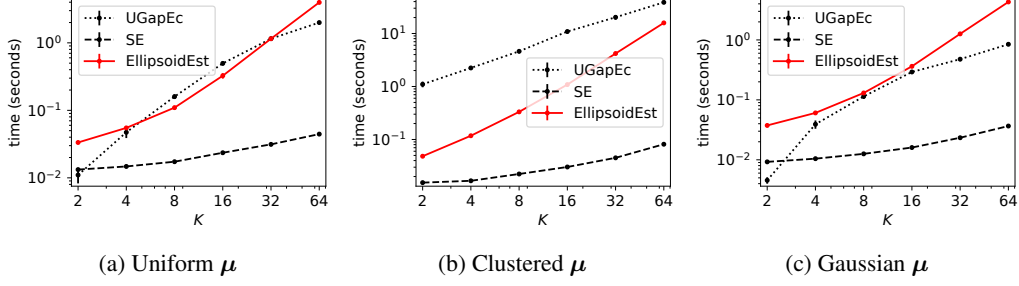 UGapEc
SE
EllipsoidEst
time (seconds)
10⁰
10⁻¹
10⁻²
2 4 8 16 32 64
K
(a) Uniform μ
UGapEc
SE
EllipsoidEst
time (seconds)
10¹
10⁰
10⁻¹
2 4 8 16 32 64
K
(b) Clustered μ
UGapEc
SE
EllipsoidEst
time (seconds)
10⁰
10⁻¹
10⁻²
2 4 8 16 32 64
K
(c) Gaussian μ